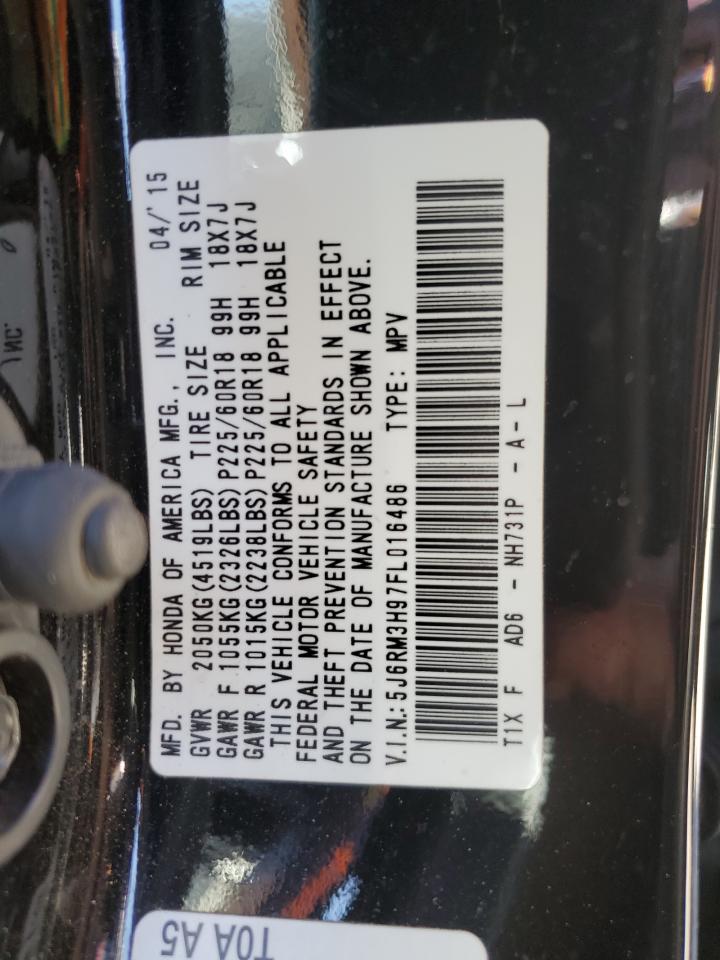 MFD. BY HONDA OF AMERICA MFG., INC. 04/'15
GVWR 2050KG(4519LBS) TIRE SIZE RIM SIZE
GAWR F 1055KG(2326LBS) P225/60R18 99H 18X7J
GAWR R 1015KG(2238LBS) P225/60R18 99H 18X7J
THIS VEHICLE CONFORMS TO ALL APPLICABLE
FEDERAL MOTOR VEHICLE SAFETY
AND THEFT PREVENTION STANDARDS IN EFFECT
ON THE DATE OF MANUFACTURE SHOWN ABOVE.
V.I.N.: 5J6RM3H97FL016486 TYPE: MPV
T1X F AD6 - NH731P - A - L
T0A A5
INC.